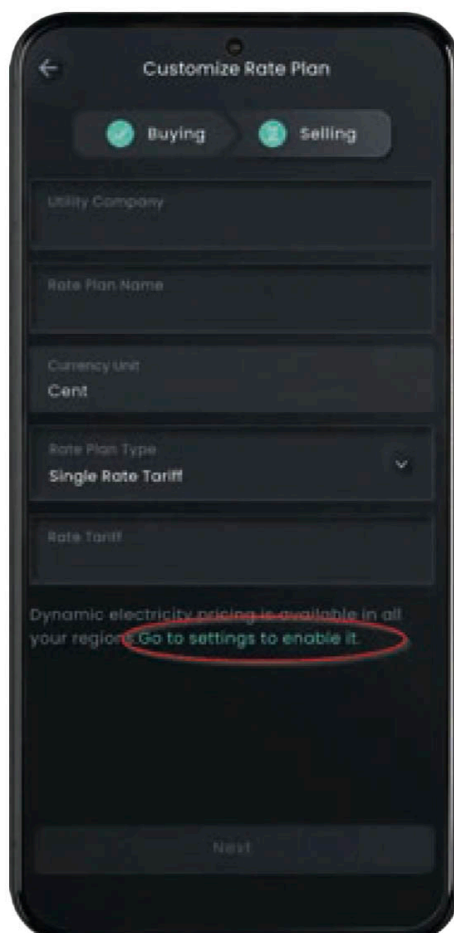 Customize Rate Plan
Buying
Selling
Utility Company
Rate Plan Name
Currency Unit
Cent
Rate Plan Type
Single Rate Tariff
Rate Tariff
Dynamic electricity pricing is available in all
your regions Go to settings to enable it.
Next